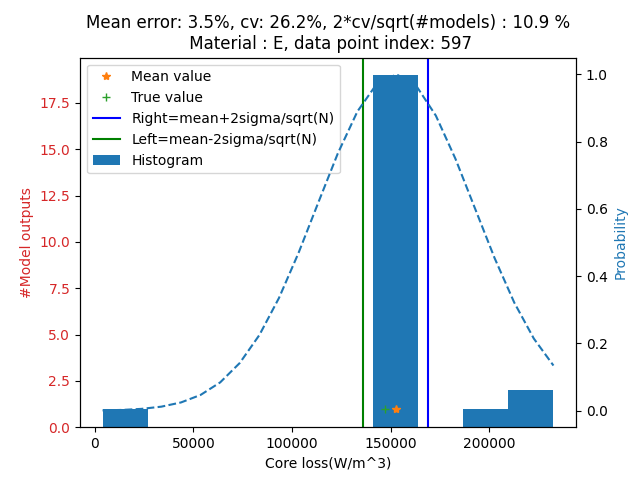 Mean error: 3.5%, cv: 26.2%, 2*cv/sqrt(#models) : 10.9 %
Material : E, data point index: 597
Mean value
True value
Right=mean+2sigma/sqrt(N)
Left=mean-2sigma/sqrt(N)
Histogram
17.5
15.0
12.5
10.0
7.5
5.0
2.5
0.0
#Model outputs
1.0
0.8
0.6
0.4
0.2
0.0
Probability
0 50000 100000 150000 200000
Core loss(W/m^3)